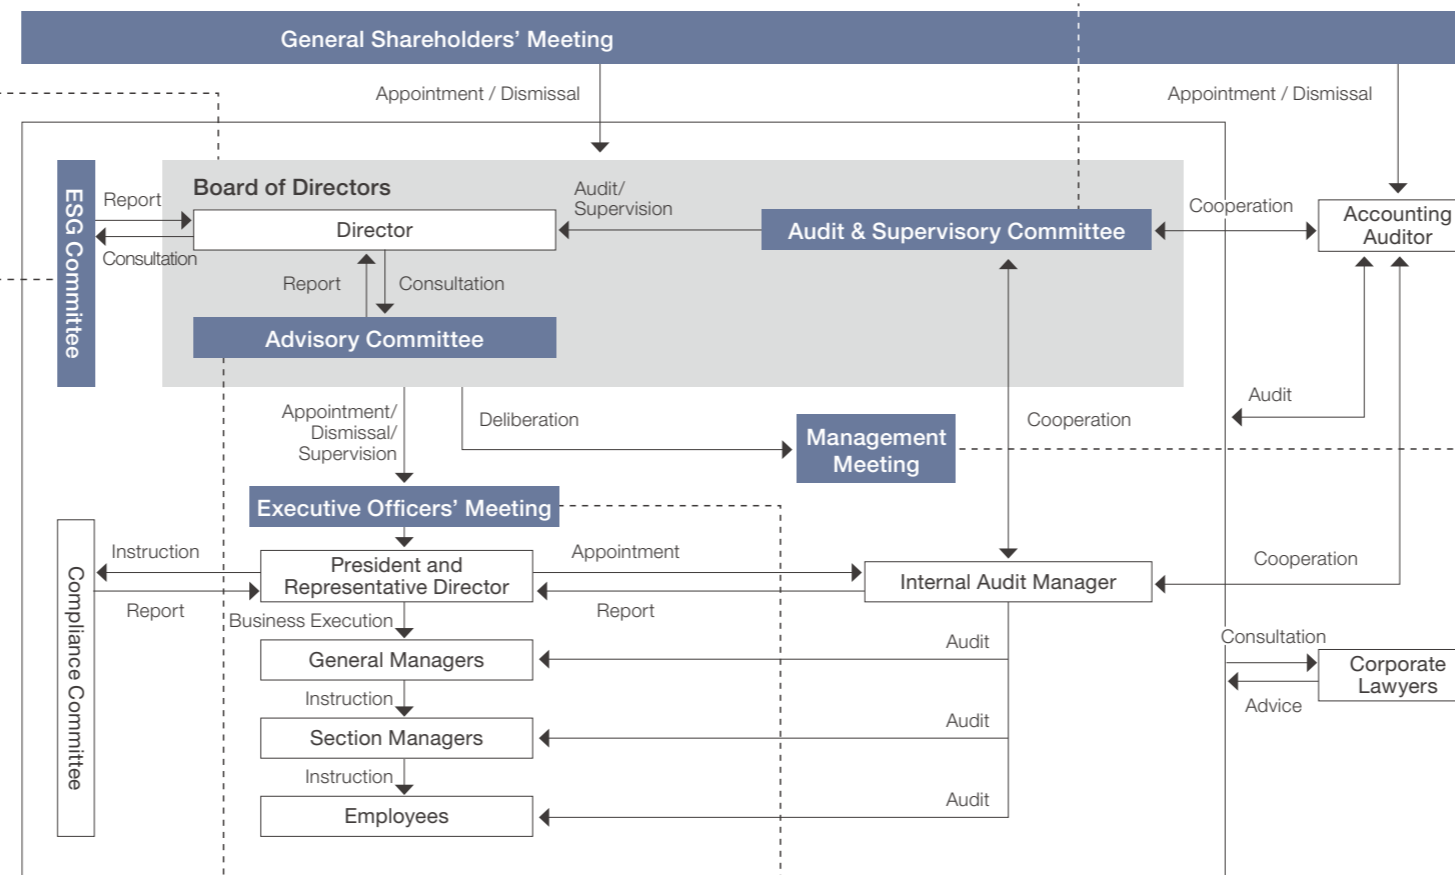 General Shareholders’ Meeting
Appointment / Dismissal
Appointment / Dismissal
ESG Committee
Report
Consultation
Board of Directors
Director
Audit/
Supervision
Audit & Supervisory Committee
Cooperation
Accounting
Auditor
Report
Consultation
Advisory Committee
Appointment/
Dismissal/
Supervision
Deliberation
Management
Meeting
Cooperation
Audit
Executive Officers’ Meeting
Compliance Committee
Instruction
Report
President and
Representative Director
Appointment
Report
Internal Audit Manager
Cooperation
Business Execution
General Managers
Audit
Consultation
Corporate
Lawyers
Advice
Instruction
Section Managers
Audit
Instruction
Employees
Audit